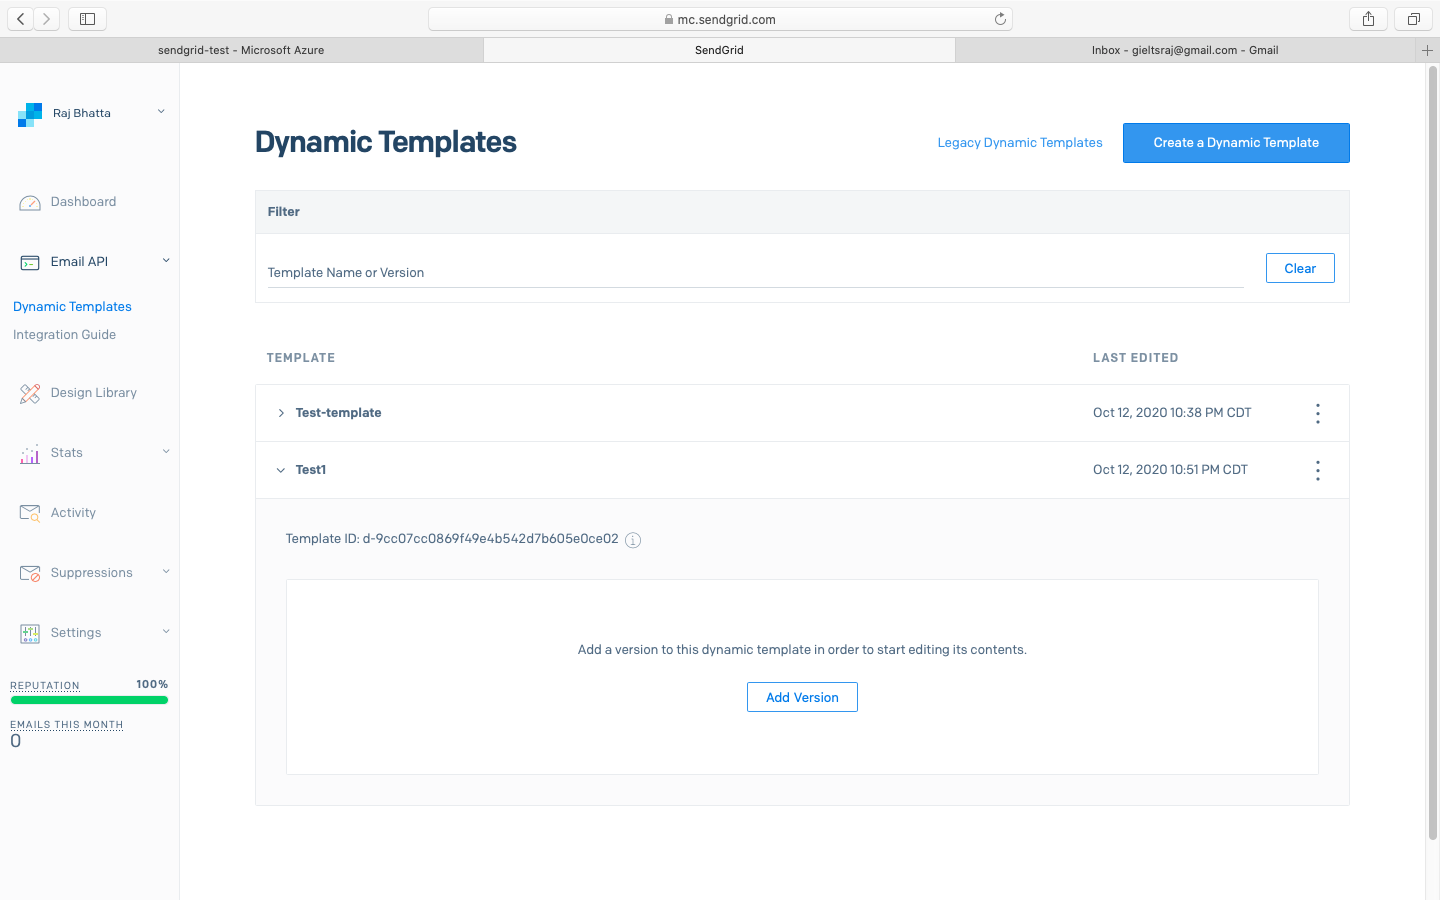 mc.sendgrid.com
sendgrid-test - Microsoft Azure
SendGrid
Inbox - gieltsraj@gmail.com - Gmail
Raj Bhatta
Dashboard
Email API
Dynamic Templates
Integration Guide
Design Library
Stats
Activity
Suppressions
Settings
REPUTATION 100%
EMAILS THIS MONTH
0
Dynamic Templates
Legacy Dynamic Templates
Create a Dynamic Template
Filter
Template Name or Version
Clear
TEMPLATE LAST EDITED
Test-template Oct 12, 2020 10:38 PM CDT
Test1 Oct 12, 2020 10:51 PM CDT
Template ID: d-9cc07cc0869f49e4b542d7b605e0ce02
Add a version to this dynamic template in order to start editing its contents.
Add Version